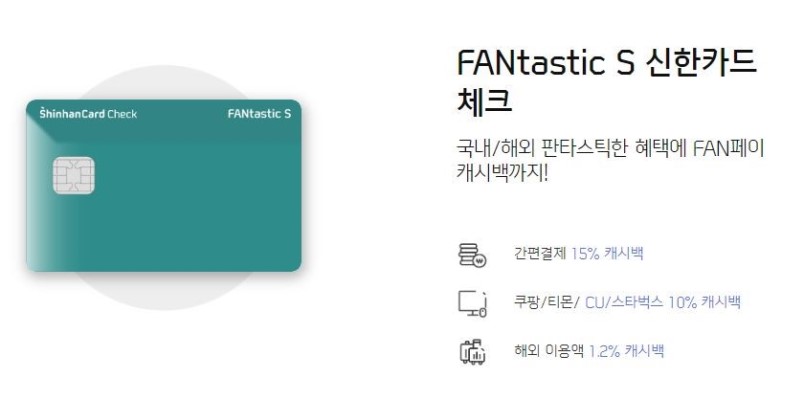 ShinhanCard Check
FANtastic S
FANtastic S 신한카드
체크
국내/해외 판타스틱한 혜택에 FAN페이
캐시백까지!
간편결제 15% 캐시백
쿠팡/티몬/ CU/스타벅스 10% 캐시백
해외 이용액 1.2% 캐시백